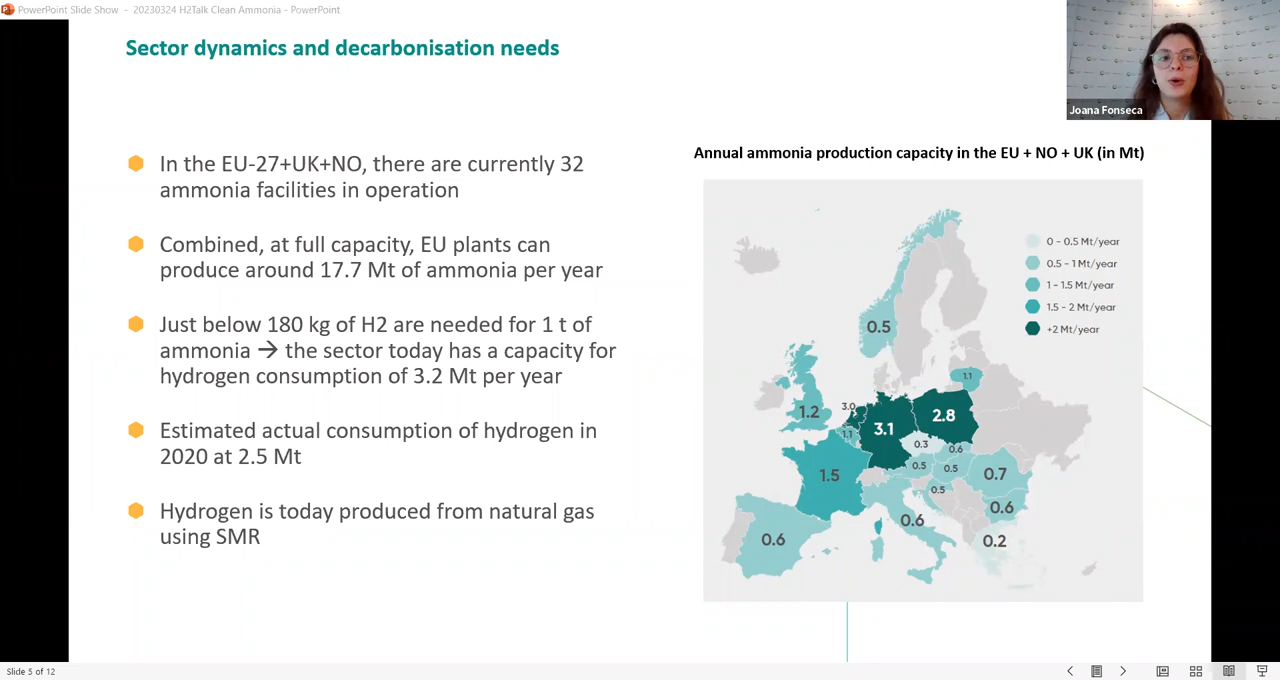 PowerPoint Slide Show - 20230324 H2Talk Clean Ammonia - PowerPoint
Sector dynamics and decarbonisation needs
Joana Fonseca
In the EU-27+UK+NO, there are currently 32
ammonia facilities in operation
Combined, at full capacity, EU plants can
produce around 17.7 Mt of ammonia per year
Just below 180 kg of H2 are needed for 1 t of
ammonia → the sector today has a capacity for
hydrogen consumption of 3.2 Mt per year
Estimated actual consumption of hydrogen in
2020 at 2.5 Mt
Hydrogen is today produced from natural gas
using SMR
Annual ammonia production capacity in the EU + NO + UK (in Mt)
0 - 0.5 Mt/year
0.5 - 1 Mt/year
1 - 1.5 Mt/year
1.5 - 2 Mt/year
+2 Mt/year
0.5
1.1
1.2
3.0
2.8
3.1
1.1
0.3
0.6
0.5
0.5
1.5
0.7
0.5
0.6
0.6
0.6
0.2
Slide 5 of 12